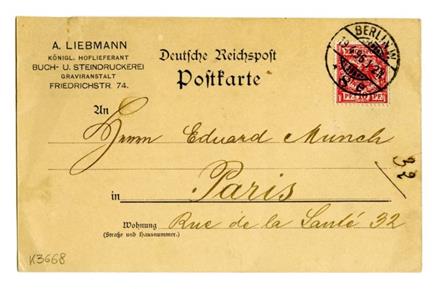 A. LIEBMANN
KÖNIGL. HOFLIEFERANT
BUCH- U. STEINDRUCKEREI
GRAVIRANSTALT
FRIEDRICHSTR. 74.
Deutsche Reichspost
Postkarte
BERLIN W.
An
Herrn Eduard Munch
32
in Paris
Wohnung Rue de la Santé 32
(Straße und Hausnummer.)
K3668